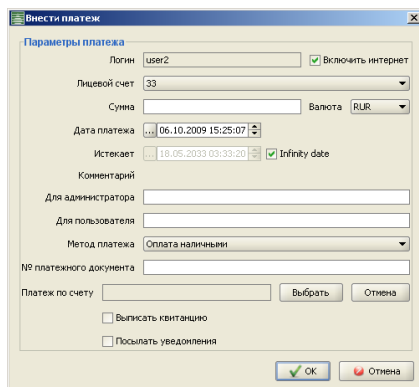 Внести платеж
Параметры платежа
Логин user2 Включить интернет
Лицевой счет 33
Сумма Валюта RUR
Дата платежа ... 06.10.2009 15:25:07
Истекает ... 18.05.2033 03:33:20 Infinity date
Комментарий
Для администратора
Для пользователя
Метод платежа Оплата наличными
№ платежного документа
Платеж по счету Выбрать Отмена
Выписать квитанцию
Посылать уведомления
OK Отмена